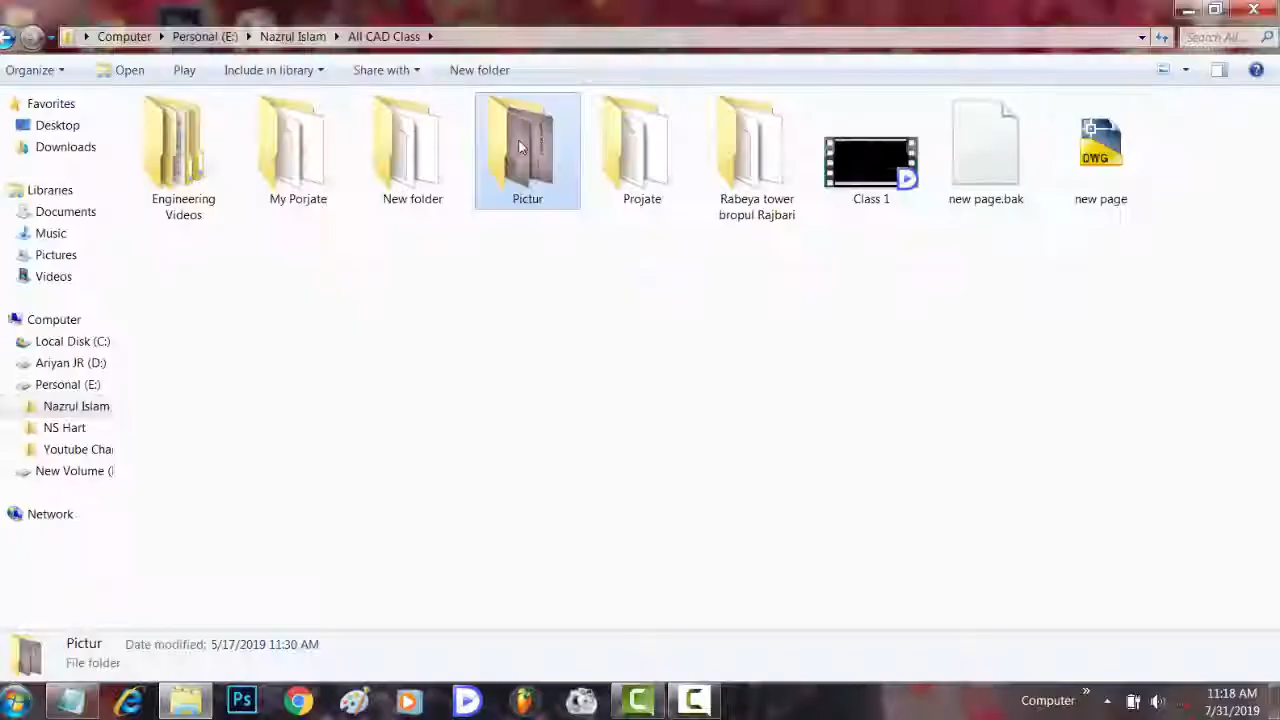 Computer ▸ Personal (E:) ▸ Nazrul Islam ▸ All CAD Class ▸
Search All...
Organize Open Play Include in library Share with New folder
Favorites
Desktop
Downloads
Libraries
Documents
Music
Pictures
Videos
Computer
Local Disk (C:)
Ariyan JR (D:)
Personal (E:)
Nazrul Islam
NS Hart
Youtube Cha
New Volume (
Network
Engineering
Videos
My Porjate
New folder
Pictur
Projate
Rabeya tower
bropul Rajbari
Class 1
new page.bak
DWG
new page
Pictur Date modified: 5/17/2019 11:30 AM
File folder
Ps
Computer »
11:18 AM
7/31/2019